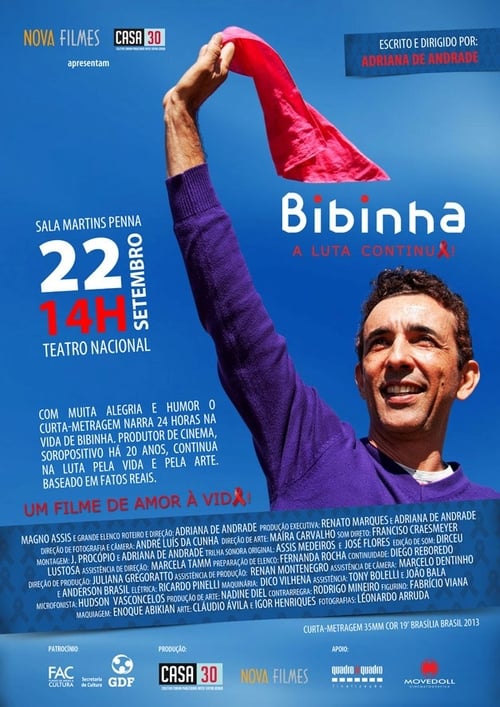 NOVA FILMES
CASA 30
apresentam
ESCRITO E DIRIGIDO POR:
ADRIANA DE ANDRADE
Bibinha
A LUTA CONTINUA!
SALA MARTINS PENNA
22
14H
SETEMBRO
TEATRO NACIONAL
COM MUITA ALEGRIA E HUMOR O
CURTA-METRAGEM NARRA 24 HORAS NA
VIDA DE BIBINHA. PRODUTOR DE CINEMA,
SOROPOSITIVO HÁ 20 ANOS, CONTINUA
NA LUTA PELA VIDA E PELA ARTE.
BASEADO EM FATOS REAIS.
UM FILME DE AMOR À VIDA!
MAGNO ASSIS E GRANDE ELENCO ROTEIRO E DIREÇÃO: ADRIANA DE ANDRADE PRODUÇÃO EXECUTIVA: RENATO MARQUES E ADRIANA DE ANDRADE
DIREÇÃO DE FOTOGRAFIA E CÂMERA: ANDRÉ LUÍS DA CUNHA DIREÇÃO DE ARTE: MAÍRA CARVALHO SOM DIRETO: FRANCISO CRAESMEYER
MONTAGEM: J. PROCÓPIO E ADRIANA DE ANDRADE TRILHA SONORA ORIGINAL: ASSIS MEDEIROS E JOSÉ FLORES EDIÇÃO DE SOM: DIRCEU
LUSTOSA ASSISTÊNCIA DE DIREÇÃO: MARCELA TAMM PREPARAÇÃO DE ELENCO: FERNANDA ROCHA CONTINUIDADE: DIEGO REBOREDO
DIREÇÃO DE PRODUÇÃO: JULIANA GREGORATTO ASSISTÊNCIA DE PRODUÇÃO: RENAN MONTENEGRO ASSISTÊNCIA DE CÂMERA: MARCELO DENTINHO
E ANDERSON BRASIL ELÉTRICA: RICARDO PINELLI MAQUINÁRIA: DICO VILHENA ASSISTÊNCIA: TONY BOLELLI E JOÃO BALA
MICROFONISTA: HUDSON VASCONCELOS PRODUÇÃO DE ARTE: NADINE DIEL CONTRARREGRA: RODRIGO MINEIRO FIGURINO: FABRÍCIO VIANA
MAQUIAGEM: ENOQUE ABIKIAN ARTE: CLÁUDIO ÁVILA E IGOR HENRIQUES FOTOGRAFIAS: LEONARDO ARRUDA
CURTA-METRAGEM 35MM COR 19' BRASÍLIA BRASIL 2013
PATROCÍNIO
PRODUÇÃO:
APOIO:
FAC
CULTURA
Secretaria
de Cultura
GDF
CASA 30
NOVA FILMES
quadro a quadro
finalização
MOVEDOLL